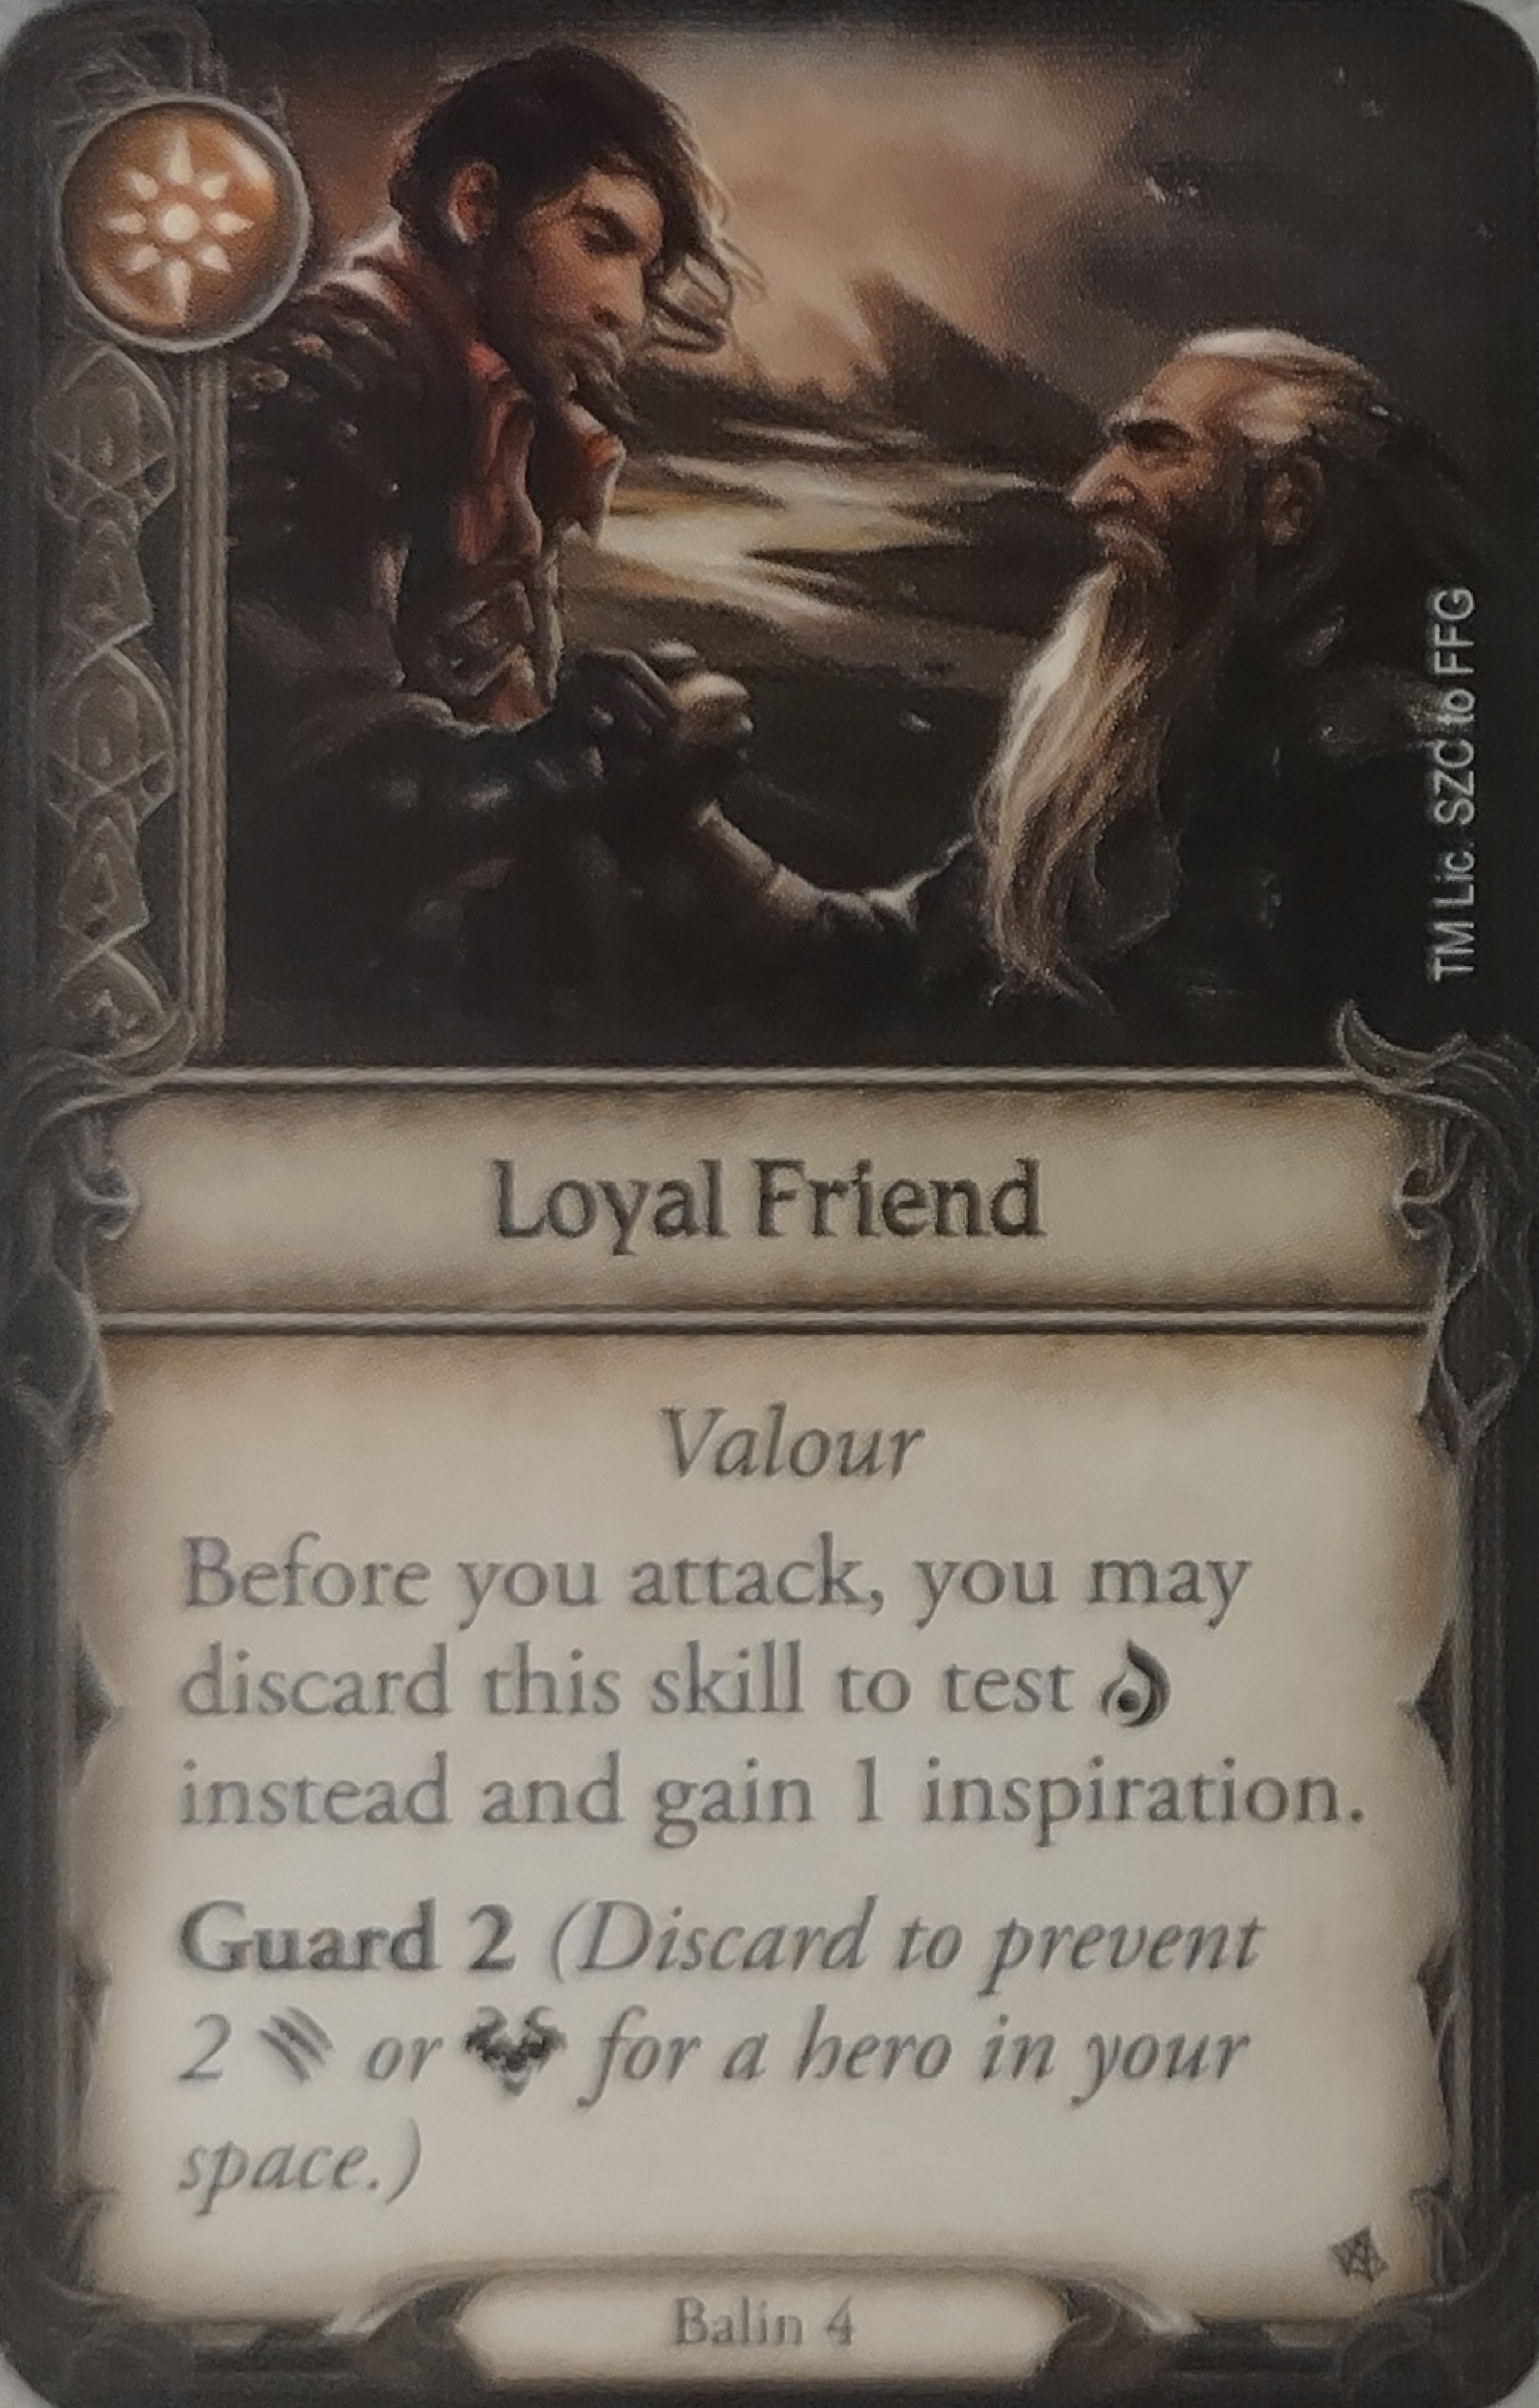 TM Lic. SZC to FFG
Loyal Friend
Valour
Before you attack, you may
discard this skill to test
instead and gain 1 inspiration.
Guard 2 (Discard to prevent
2 or for a hero in your
space.)
Balin 4